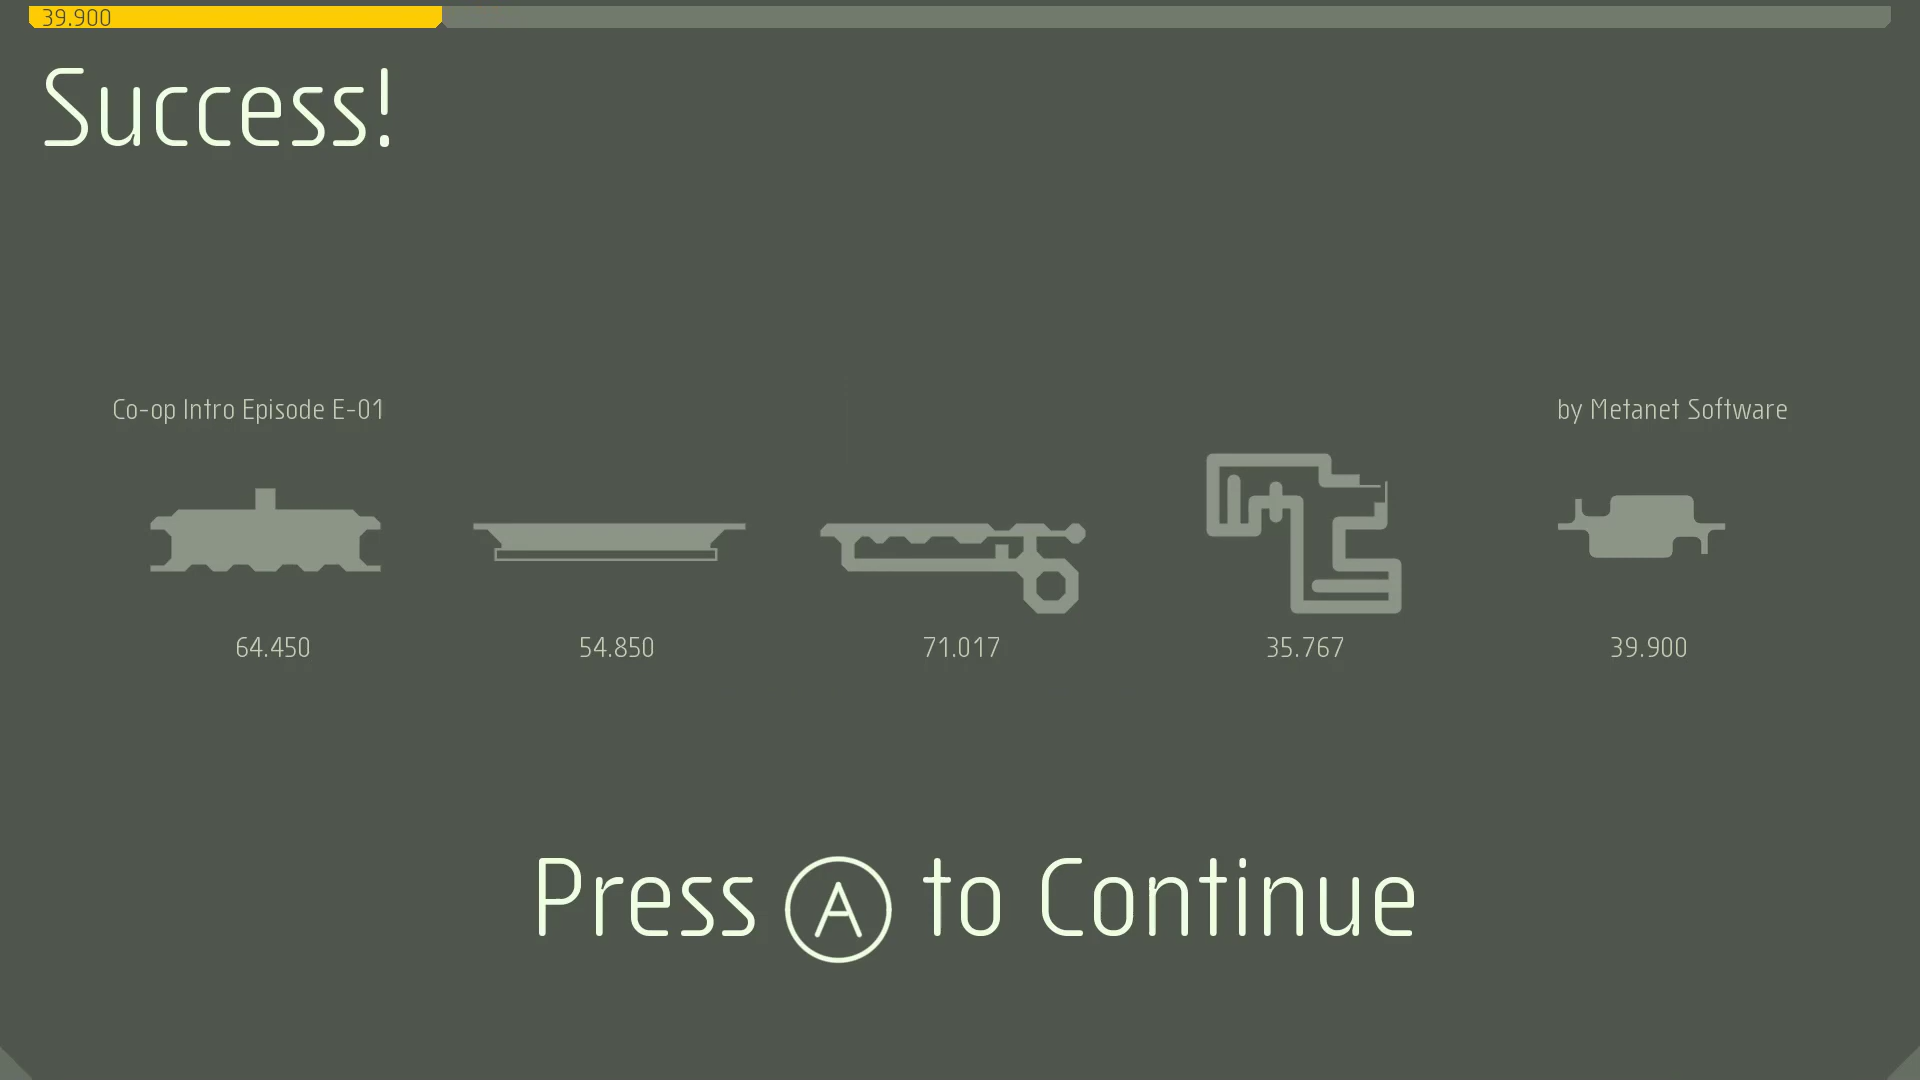 39.900
Success!
Co-op Intro Episode E-01
by Metanet Software
64.450
54.850
71.017
35.767
39.900
Press A to Continue